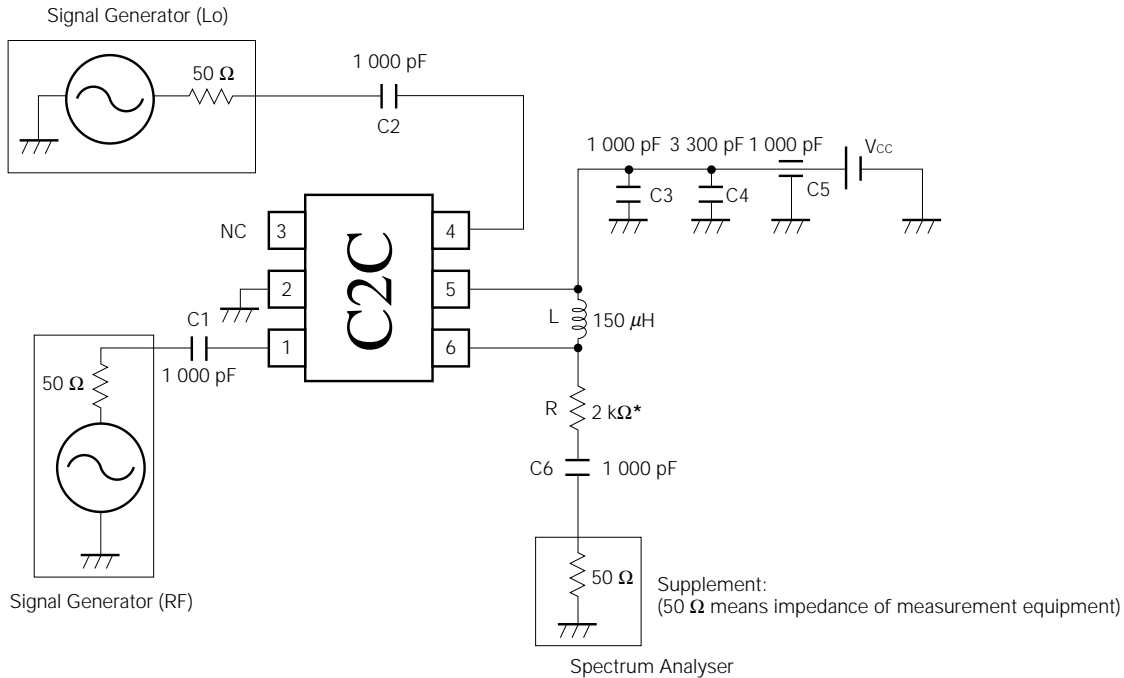 Signal Generator (Lo)
50 Ω
1 000 pF
C2
1 000 pF
3 300 pF
1 000 pF
Vcc
C3
C4
C5
NC
3
4
2
5
1
6
C2C
C1
1 000 pF
50 Ω
Signal Generator (RF)
L
150 μH
R
2 kΩ*
C6
1 000 pF
50 Ω
Supplement:
(50 Ω means impedance of measurement equipment)
Spectrum Analyser